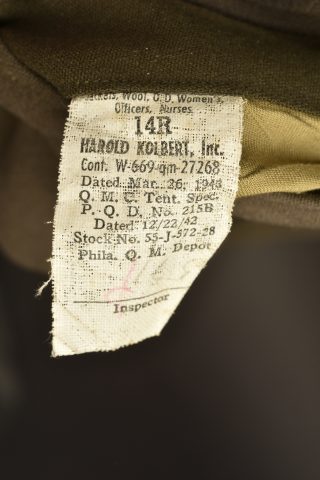 Jackets, Wool, O.D. Women's,
Officers, Nurses.
14R
HAROLD KOLBERT, Inc.
Cont. W-669-qm-27268
Dated Mar. 26, 1943
Q. M. C. Tent. Spec.
P. Q. D. No. 215B
Dated 12/22/42
Stock No. 55-J-572-28
Phila. Q. M. Depot
Inspector